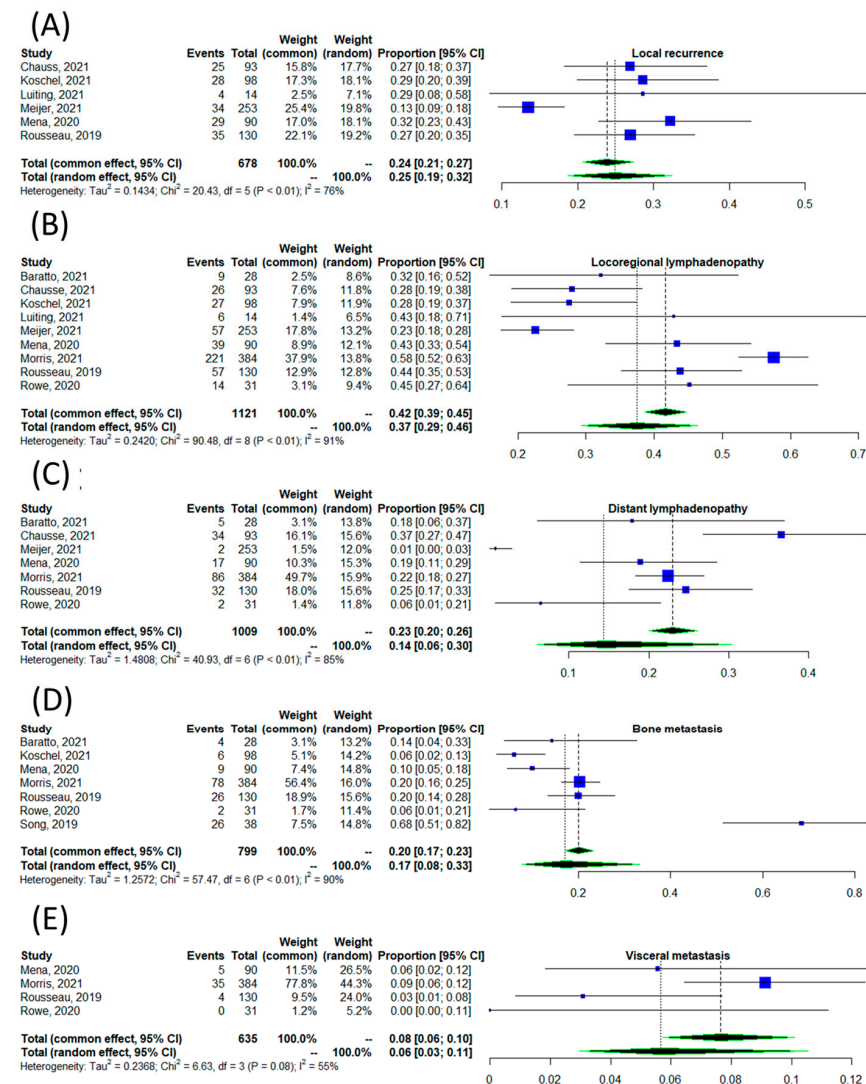 (A)
Weight Weight
Study Events Total (common) (random) Proportion [95% CI] Local recurrence
Chauss, 2021 25 93 15.8% 17.7% 0.27 [0.18; 0.37]
Koschel, 2021 28 98 17.3% 18.1% 0.29 [0.20; 0.39]
Luiting, 2021 4 14 2.5% 7.1% 0.29 [0.08; 0.58]
Meijer, 2021 34 253 25.4% 19.8% 0.13 [0.09; 0.18]
Mena, 2020 29 90 17.0% 18.1% 0.32 [0.23; 0.43]
Rousseau, 2019 35 130 22.1% 19.2% 0.27 [0.20; 0.35]
Total (common effect, 95% CI) 678 100.0% -- 0.24 [0.21; 0.27]
Total (random effect, 95% CI) -- 100.0% 0.25 [0.19; 0.32]
Heterogeneity: Tau² = 0.1434; Chi² = 20.43, df = 5 (P < 0.01); I² = 76%
0.1 0.2 0.3 0.4 0.5
(B)
Weight Weight
Study Events Total (common) (random) Proportion [95% CI] Locoregional lymphadenopathy
Baratto, 2021 9 28 2.5% 8.6% 0.32 [0.16; 0.52]
Chausse, 2021 26 93 7.6% 11.8% 0.28 [0.19; 0.38]
Koschel, 2021 27 98 7.9% 11.9% 0.28 [0.19; 0.37]
Luiting, 2021 6 14 1.4% 6.5% 0.43 [0.18; 0.71]
Meijer, 2021 57 253 17.8% 13.2% 0.23 [0.18; 0.28]
Mena, 2020 39 90 8.9% 12.1% 0.43 [0.33; 0.54]
Morris, 2021 221 384 37.9% 13.8% 0.58 [0.52; 0.63]
Rousseau, 2019 57 130 12.9% 12.8% 0.44 [0.35; 0.53]
Rowe, 2020 14 31 3.1% 9.4% 0.45 [0.27; 0.64]
Total (common effect, 95% CI) 1121 100.0% -- 0.42 [0.39; 0.45]
Total (random effect, 95% CI) -- 100.0% 0.37 [0.29; 0.46]
Heterogeneity: Tau² = 0.2420; Chi² = 90.48, df = 8 (P < 0.01); I² = 91%
0.2 0.3 0.4 0.5 0.6 0.7
(C) :
Weight Weight
Study Events Total (common) (random) Proportion [95% CI] Distant lymphadenopathy
Baratto, 2021 5 28 3.1% 13.8% 0.18 [0.06; 0.37]
Chausse, 2021 34 93 16.1% 15.6% 0.37 [0.27; 0.47]
Meijer, 2021 2 253 1.5% 12.0% 0.01 [0.00; 0.03]
Mena, 2020 17 90 10.3% 15.3% 0.19 [0.11; 0.29]
Morris, 2021 86 384 49.7% 15.9% 0.22 [0.18; 0.27]
Rousseau, 2019 32 130 18.0% 15.6% 0.25 [0.17; 0.33]
Rowe, 2020 2 31 1.4% 11.8% 0.06 [0.01; 0.21]
Total (common effect, 95% CI) 1009 100.0% -- 0.23 [0.20; 0.26]
Total (random effect, 95% CI) -- 100.0% 0.14 [0.06; 0.30]
Heterogeneity: Tau² = 1.4808; Chi² = 40.93, df = 6 (P < 0.01); I² = 85%
0.1 0.2 0.3 0.4
(D)
Weight Weight
Study Events Total (common) (random) Proportion [95% CI] Bone metastasis
Baratto, 2021 4 28 3.1% 13.2% 0.14 [0.04; 0.33]
Koschel, 2021 6 98 5.1% 14.2% 0.06 [0.02; 0.13]
Mena, 2020 9 90 7.4% 14.8% 0.10 [0.05; 0.18]
Morris, 2021 78 384 56.4% 16.0% 0.20 [0.16; 0.25]
Rousseau, 2019 26 130 18.9% 15.6% 0.20 [0.14; 0.28]
Rowe, 2020 2 31 1.7% 11.4% 0.06 [0.01; 0.21]
Song, 2019 26 38 7.5% 14.8% 0.68 [0.51; 0.82]
Total (common effect, 95% CI) 799 100.0% -- 0.20 [0.17; 0.23]
Total (random effect, 95% CI) -- 100.0% 0.17 [0.08; 0.33]
Heterogeneity: Tau² = 1.2572; Chi² = 57.47, df = 6 (P < 0.01); I² = 90%
0.2 0.4 0.6 0.8
(E)
Weight Weight
Study Events Total (common) (random) Proportion [95% CI] Visceral metastasis
Mena, 2020 5 90 11.5% 26.5% 0.06 [0.02; 0.12]
Morris, 2021 35 384 77.8% 44.3% 0.09 [0.06; 0.12]
Rousseau, 2019 4 130 9.5% 24.0% 0.03 [0.01; 0.08]
Rowe, 2020 0 31 1.2% 5.2% 0.00 [0.00; 0.11]
Total (common effect, 95% CI) 635 100.0% -- 0.08 [0.06; 0.10]
Total (random effect, 95% CI) -- 100.0% 0.06 [0.03; 0.11]
Heterogeneity: Tau² = 0.2368; Chi² = 6.63, df = 3 (P = 0.08); I² = 55%
0 0.02 0.04 0.06 0.08 0.1 0.12